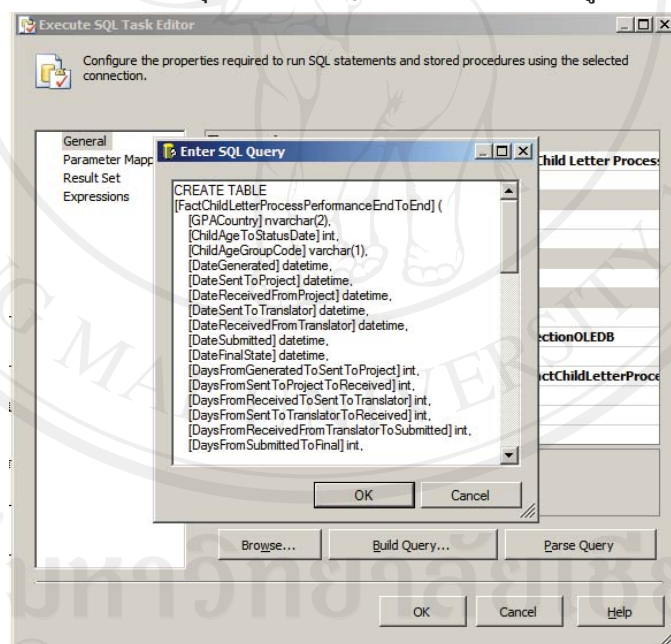 Execute SQL Task Editor
Configure the properties required to run SQL statements and stored procedures using the selected
connection.
General
Parameter Mapp
Result Set
Expressions
Enter SQL Query
CREATE TABLE
[FactChildLetterProcessPerformanceEndToEnd] (
[GPACountry] nvarchar(2),
[ChildAgeToStatusDate] int,
[ChildAgeGroupCode] varchar(1),
[DateGenerated] datetime,
[DateSentToProject] datetime,
[DateReceivedFromProject] datetime,
[DateSentToTranslator] datetime,
[DateReceivedFromTranslator] datetime,
[DateSubmitted] datetime,
[DateFinalState] datetime,
[DaysFromGeneratedToSentToProject] int,
[DaysFromSentToProjectToReceived] int,
[DaysFromReceivedToSentToTranslator] int,
[DaysFromSentToTranslatorToReceived] int,
[DaysFromReceivedFromTranslatorToSubmitted] int,
[DaysFromSubmittedToFinal] int,
OK
Cancel
Child Letter Process
ectionOLEDB
actChildLetterProce
Browse...
Build Query...
Parse Query
OK
Cancel
Help